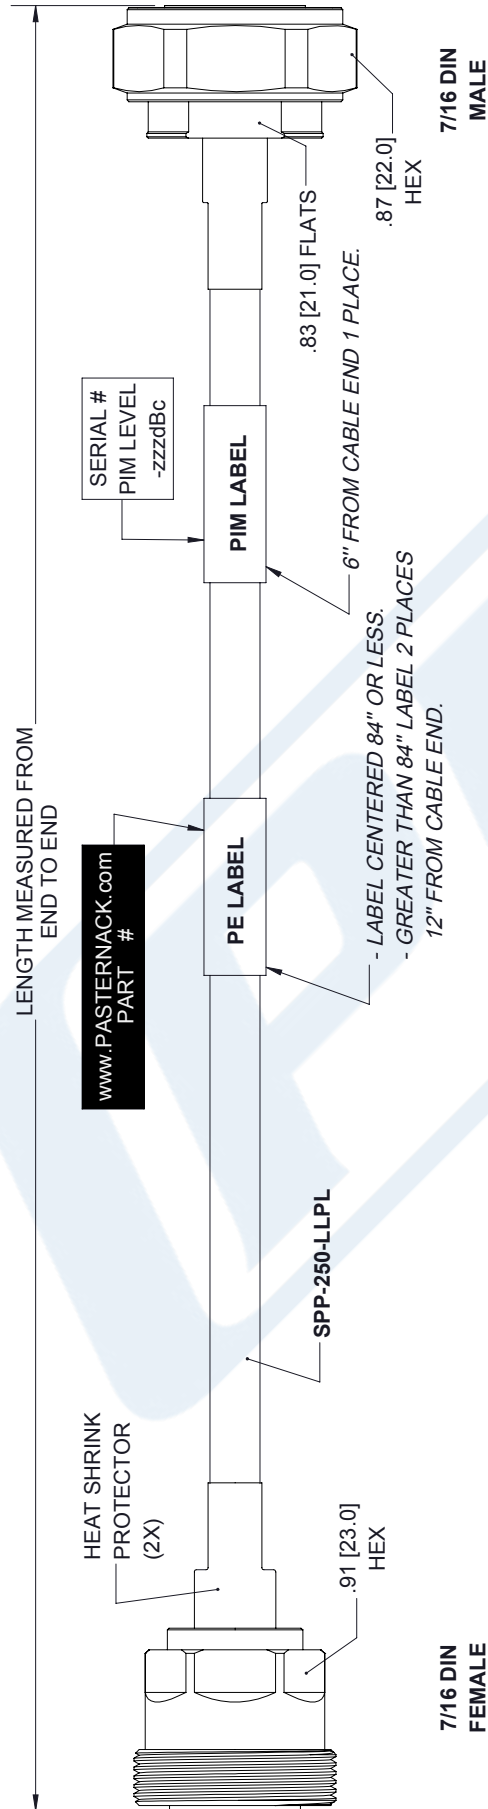 LENGTH MEASURED FROM
END TO END
HEAT SHRINK
PROTECTOR
(2X)
www.PASTERNACK.com
PART #
SERIAL #
PIM LEVEL
-zzzdBc
PE LABEL
PIM LABEL
.91 [23.0]
HEX
SPP-250-LLPL
- LABEL CENTERED 84" OR LESS.
- GREATER THAN 84" LABEL 2 PLACES
12" FROM CABLE END.
6" FROM CABLE END 1 PLACE.
.83 [21.0] FLATS
.87 [22.0]
HEX
7/16 DIN
FEMALE
7/16 DIN
MALE